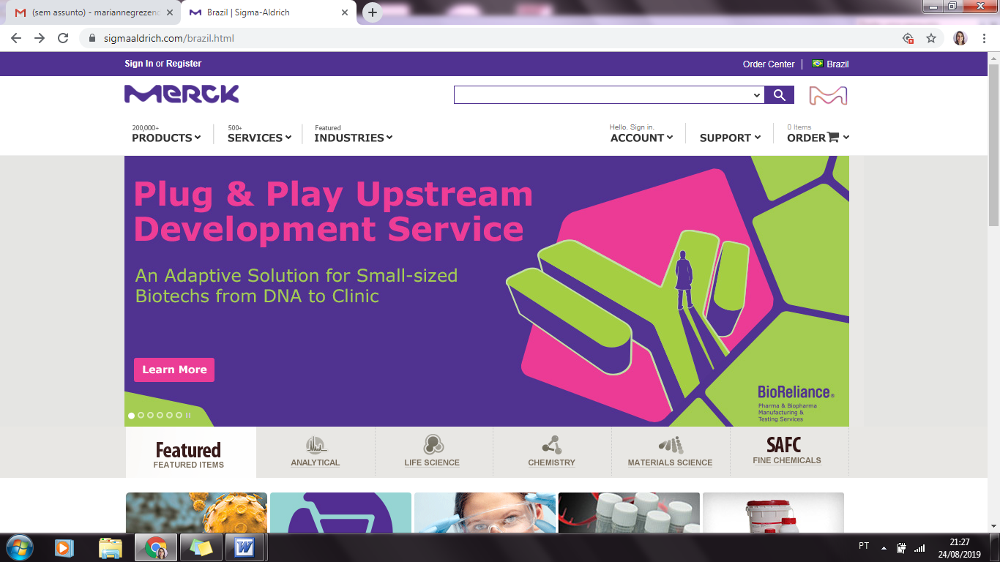 (sem assunto) - mariannegrezend
Brazil | Sigma-Aldrich
sigmaaldrich.com/brazil.html
Sign In or Register
Order Center
Brazil
MERCK
200,000+
PRODUCTS
500+
SERVICES
Featured
INDUSTRIES
Hello. Sign in.
ACCOUNT
SUPPORT
0 Items
ORDER
Plug & Play Upstream
Development Service
An Adaptive Solution for Small-sized
Biotechs from DNA to Clinic
Learn More
BioReliance®
Pharma & Biopharma
Manufacturing &
Testing Services
Featured
FEATURED ITEMS
ANALYTICAL
LIFE SCIENCE
CHEMISTRY
MATERIALS SCIENCE
SAFC
FINE CHEMICALS
PT
21:27
24/08/2019